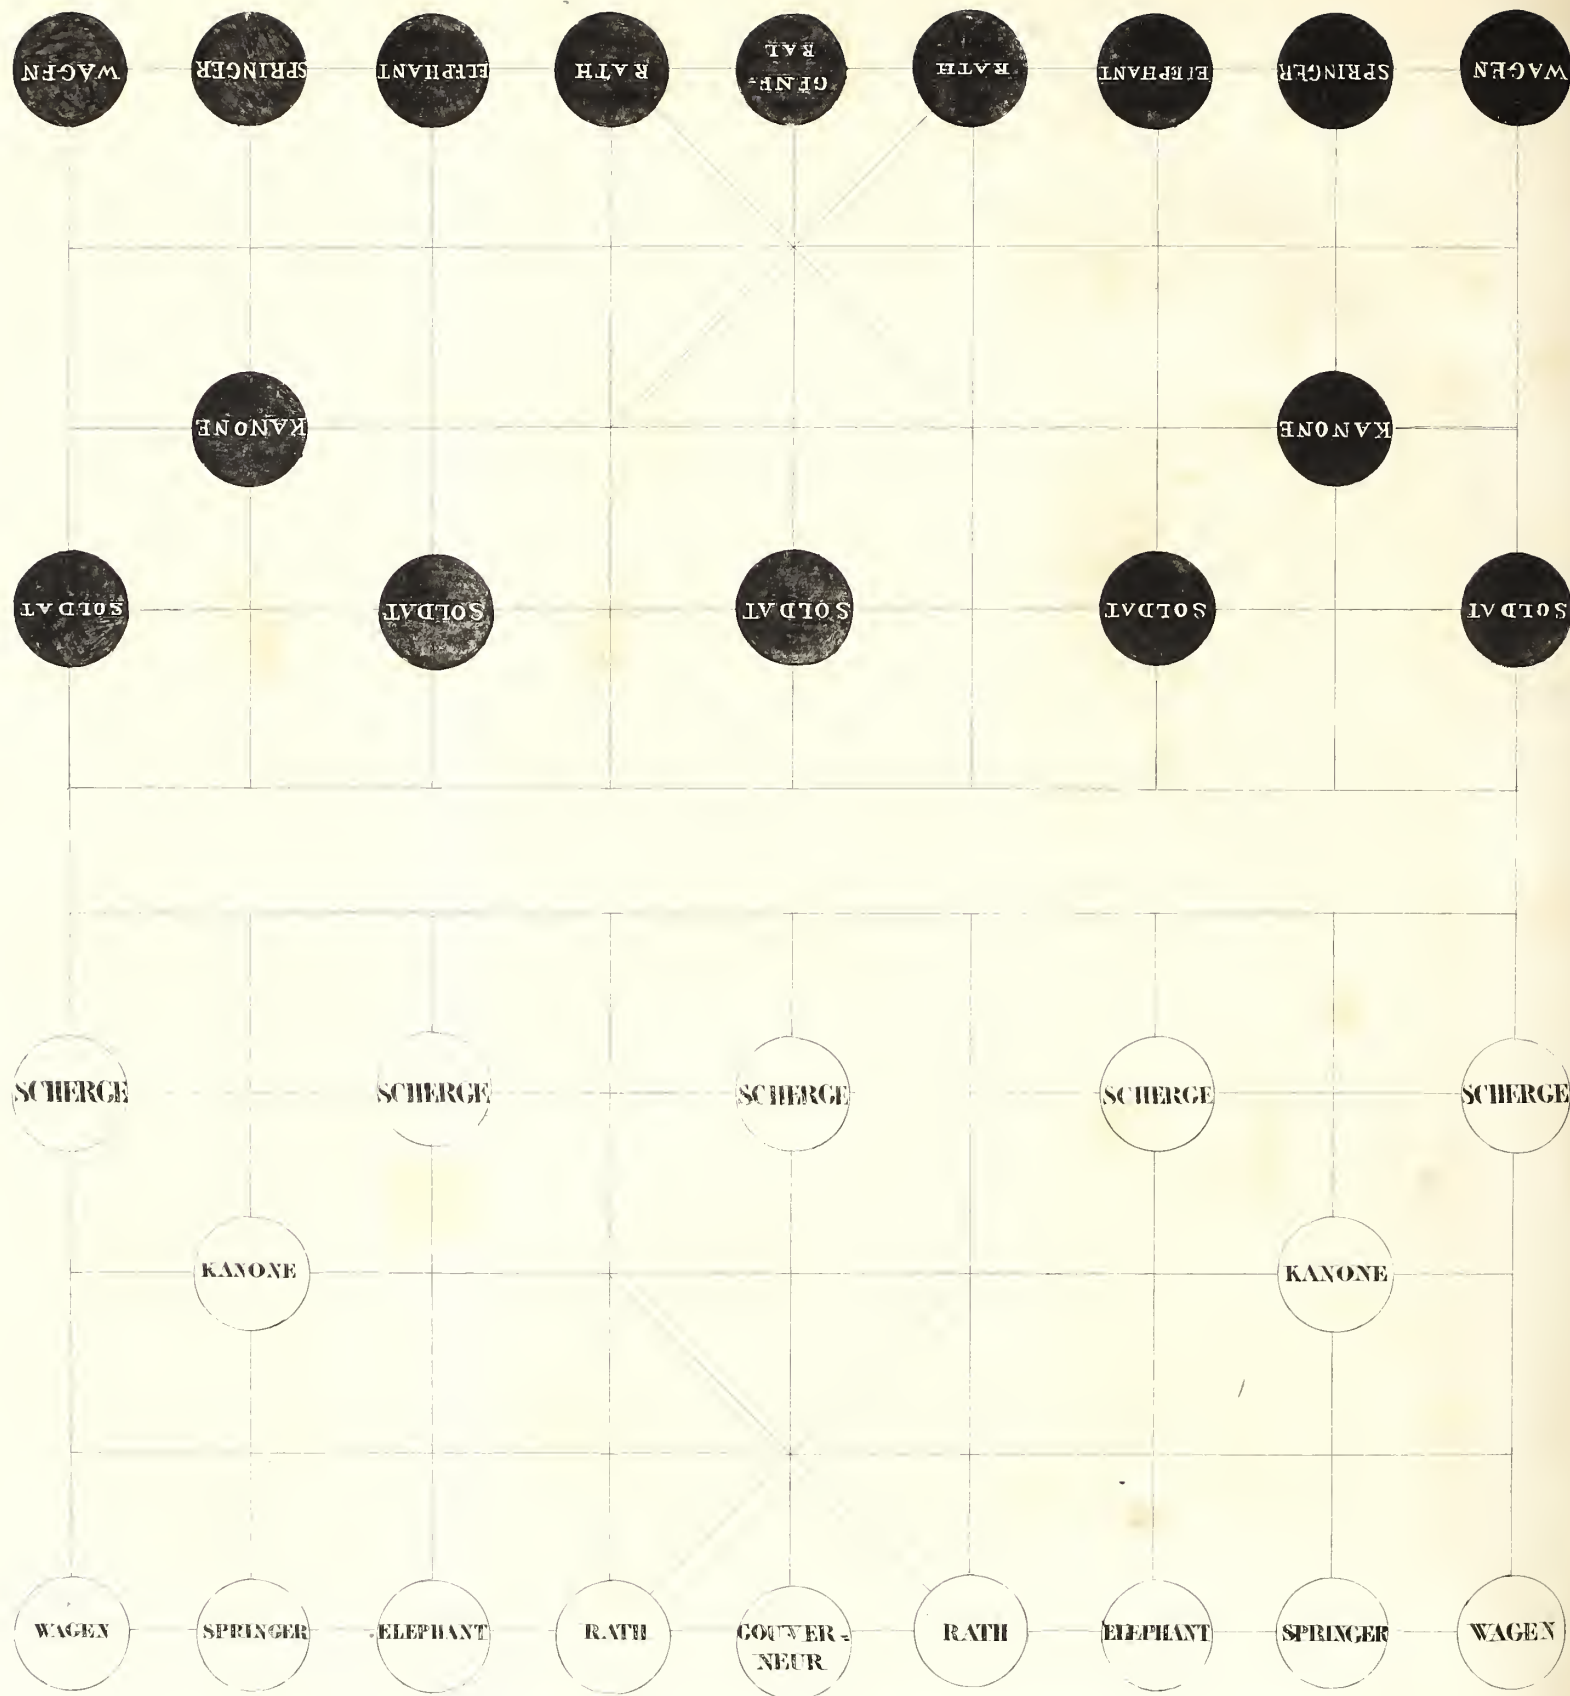 WAGEN SPRINGER ELEPHANT RATH GENE-
RAL RATH ELEPHANT SPRINGER WAGEN
KANONE KANONE
SOLDAT SOLDAT SOLDAT SOLDAT SOLDAT
SCHERGE SCHERGE SCHERGE SCHERGE SCHERGE
KANONE KANONE
WAGEN SPRINGER ELEPHANT RATH GOUVER-
NEUR RATH ELEPHANT SPRINGER WAGEN